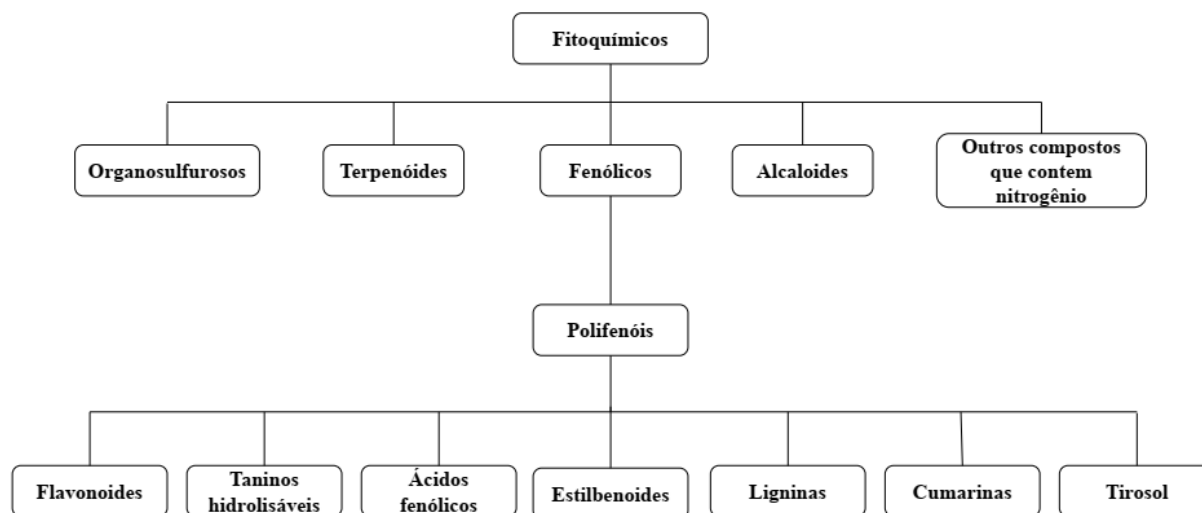 Fitoquímicos
Organosulfurosos
Terpenóides
Fenólicos
Alcaloides
Outros compostos
que contem
nitrogênio
Polifenóis
Flavonoides
Taninos
hidrolisáveis
Ácidos
fenólicos
Estilbenoides
Ligninas
Cumarinas
Tirosol